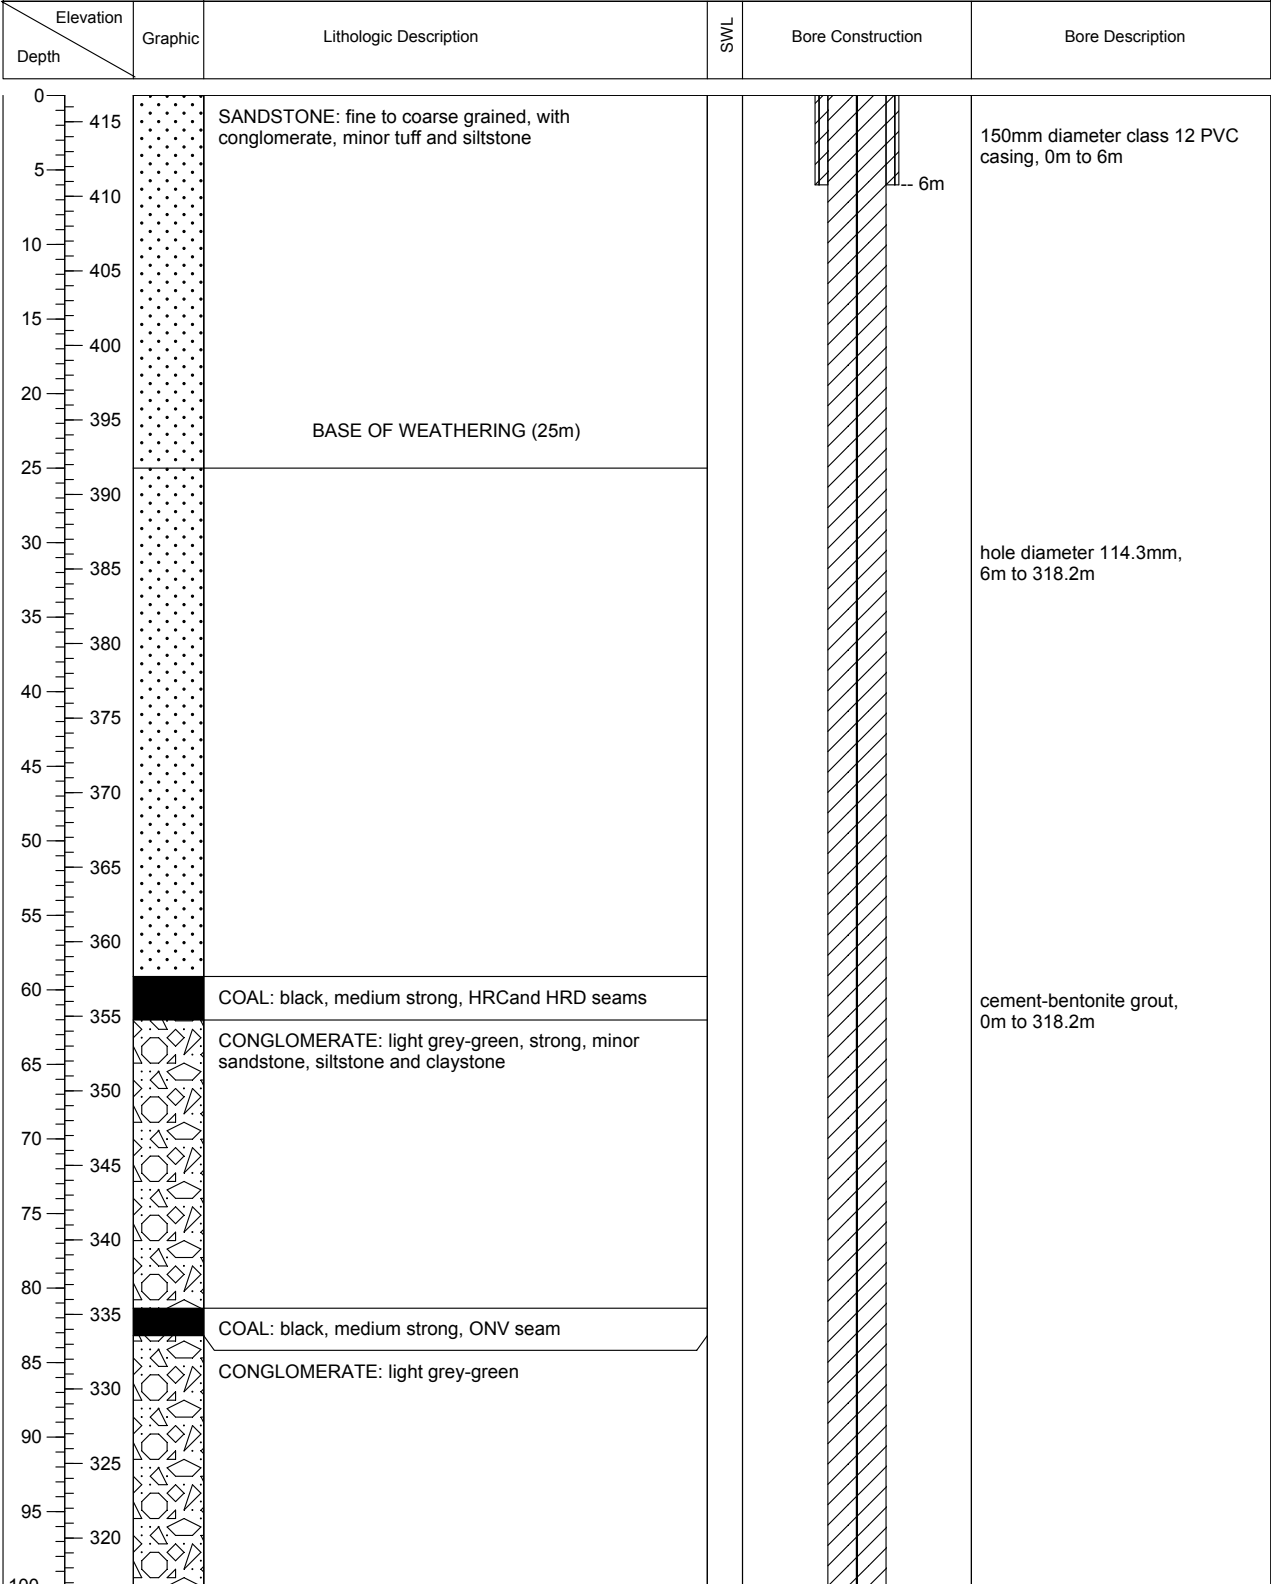 Elevation
Depth
Graphic
Lithologic Description
SWL
Bore Construction
Bore Description
0
415
5
410
10
405
15
400
20
395
25
390
30
385
35
380
40
375
45
370
50
365
55
360
60
355
65
350
70
345
75
340
80
335
85
330
90
325
95
320
100
SANDSTONE: fine to coarse grained, with
conglomerate, minor tuff and siltstone
BASE OF WEATHERING (25m)
COAL: black, medium strong, HRCand HRD seams
CONGLOMERATE: light grey-green, strong, minor
sandstone, siltstone and claystone
COAL: black, medium strong, ONV seam
CONGLOMERATE: light grey-green
-- 6m
150mm diameter class 12 PVC
casing, 0m to 6m
hole diameter 114.3mm,
6m to 318.2m
cement-bentonite grout,
0m to 318.2m